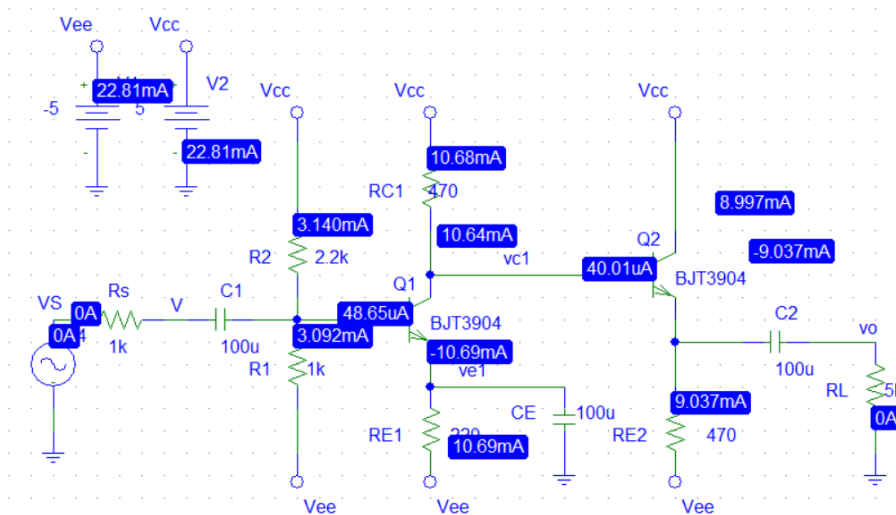 Vee Vcc
22.81mA V2
-5 5
+
- -
22.81mA
Vcc Vcc Vcc
10.68mA
RC1 470
8.997mA
3.140mA
10.64mA
Q2
-9.037mA
R2 2.2k
vc1
40.01uA
BJT3904
Q1
VS Rs V C1
0A
48.65uA
BJT3904
0A 4
3.092mA
C2 vo
1k 100u
-10.69mA
R1 1k
100u
ve1
RL
9.037mA
CE 100u
0A
RE1
10.69mA
RE2 470
Vee Vee Vee